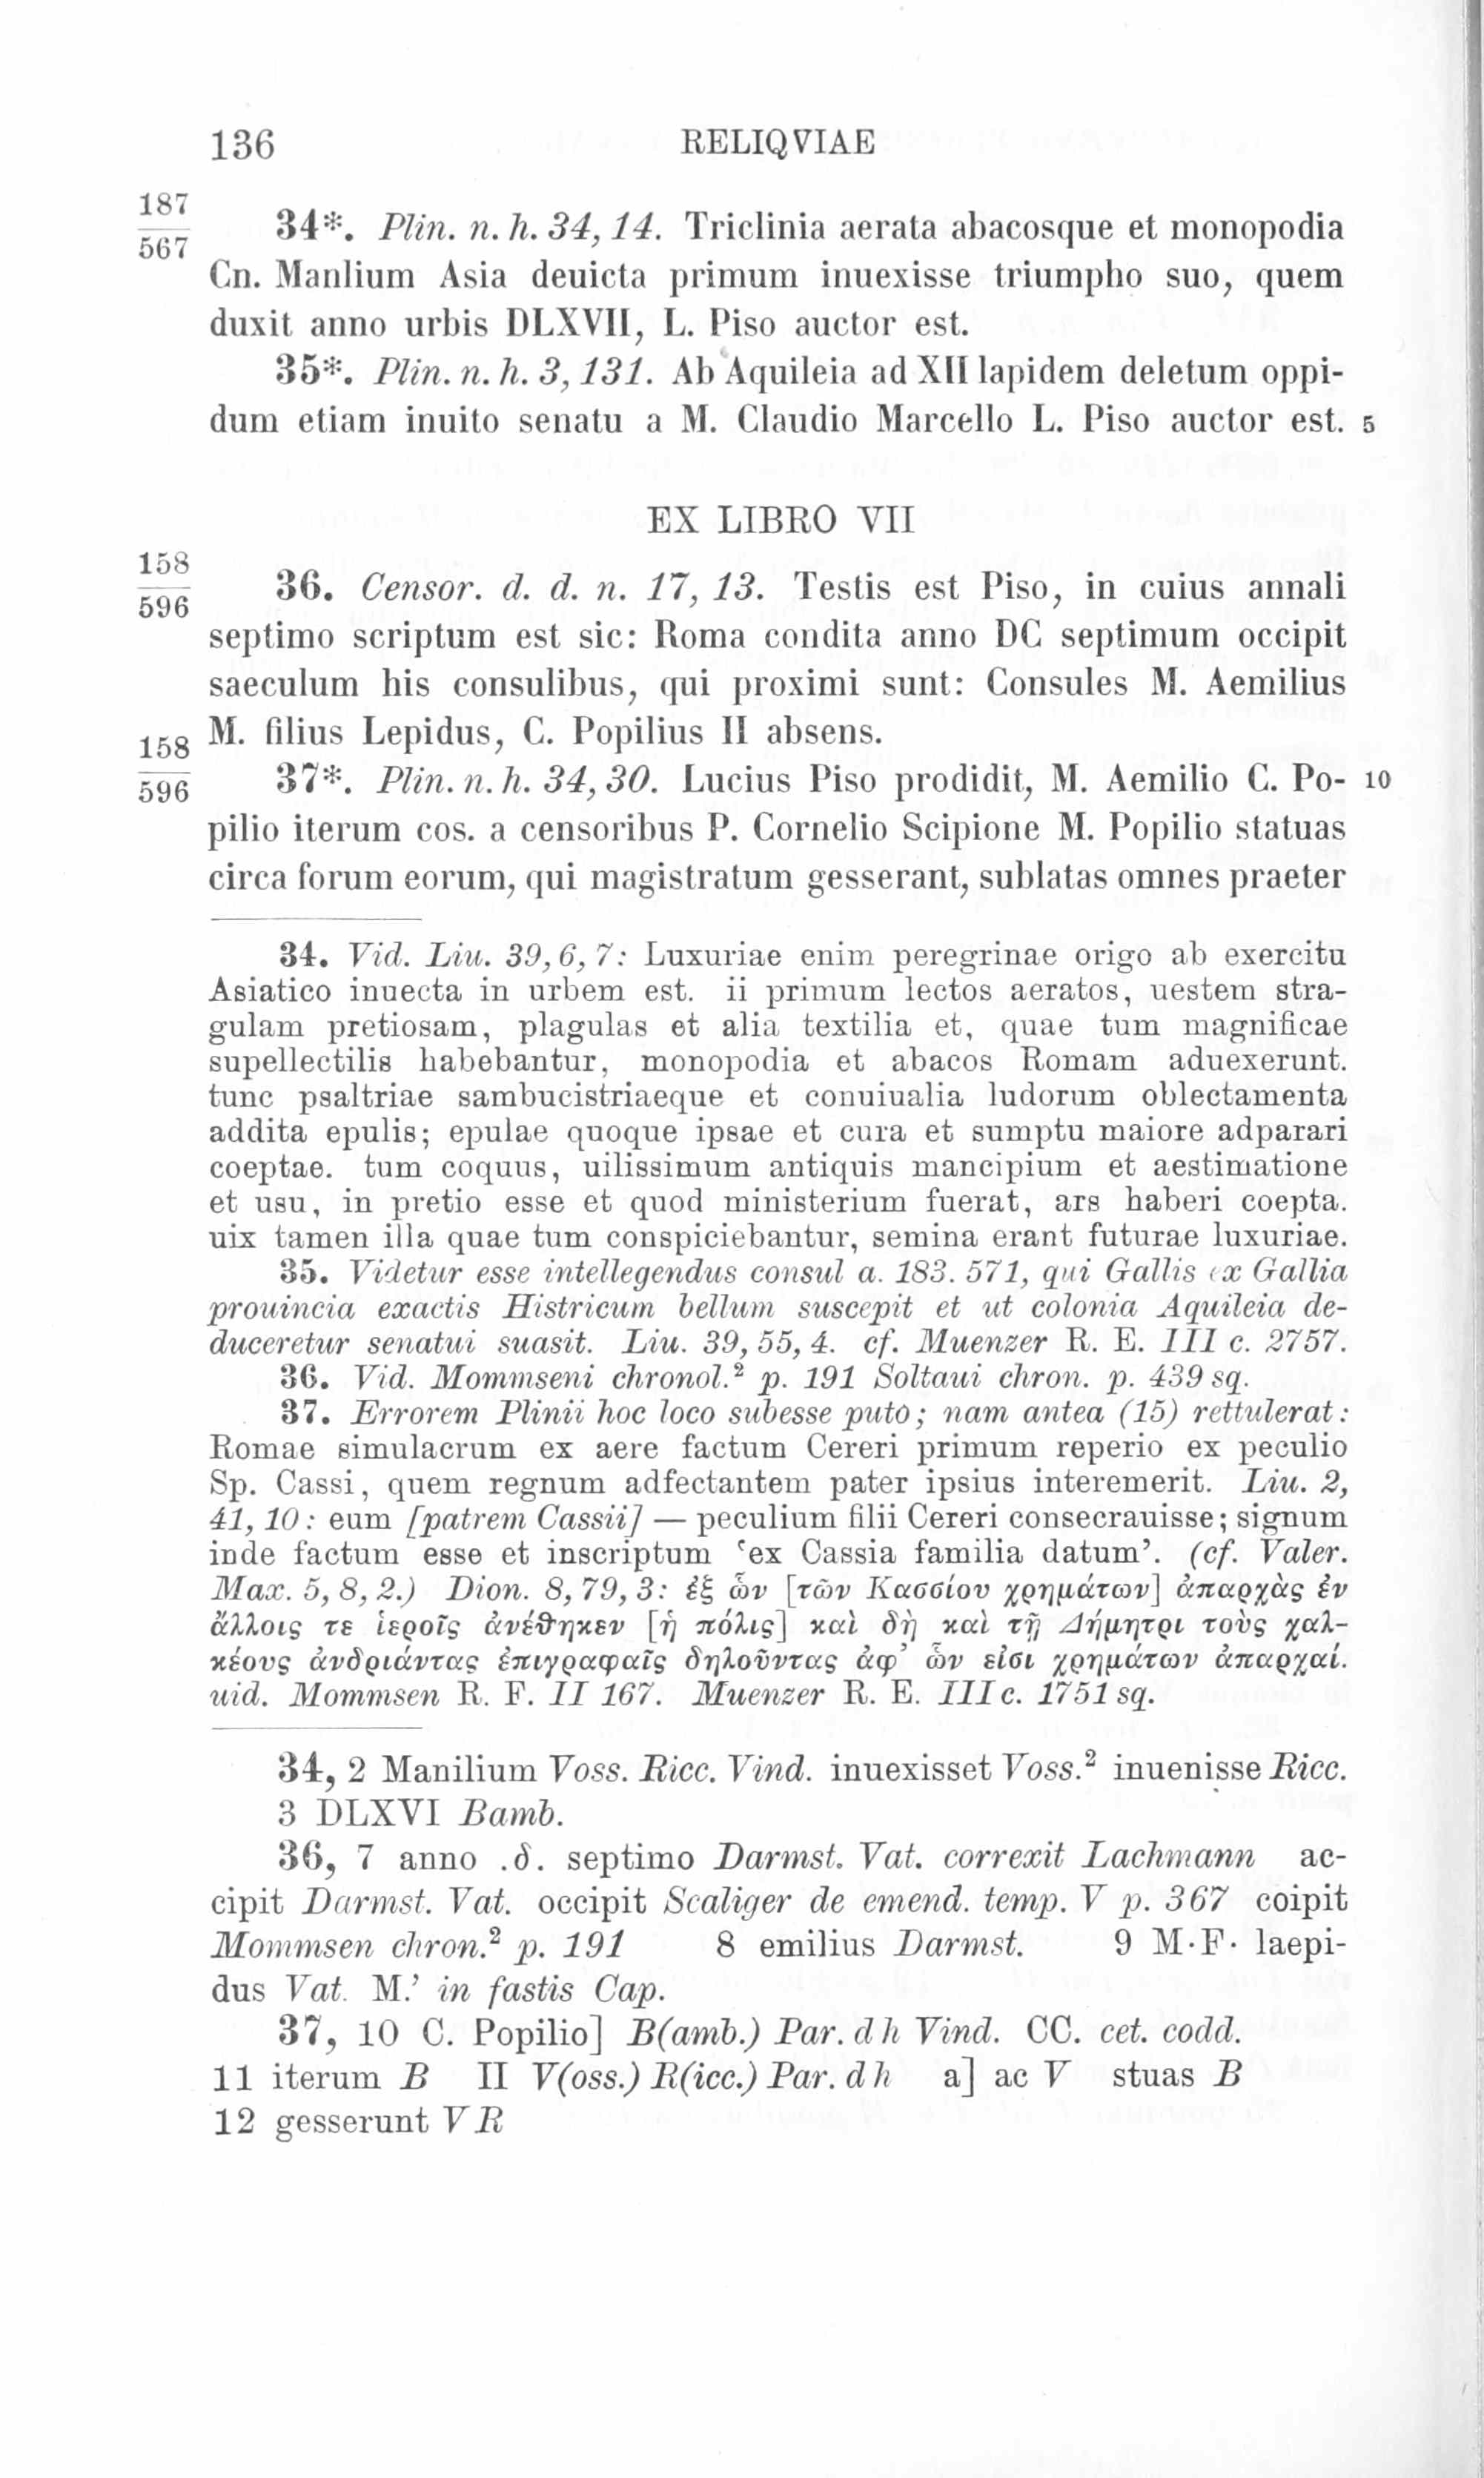 136 RELIQVIAE
187
567
34*. Plin. n. h. 34, 14. Triclinia aerata abacosque et monopodia
Cn. Manlium Asia deuicta primum inuexisse triumpho suo, quem
duxit anno urbis DLXVII, L. Piso auctor est.
35*. Plin. n. h. 3, 131. Ab Aquileia ad XII lapidem deletum oppi-
dum etiam inuito senatu a M. Claudio Marcello L. Piso auctor est. 5
EX LIBRO VII
158
596
36. Censor. d. d. n. 17, 13. Testis est Piso, in cuius annali
septimo scriptum est sic: Roma condita anno DC septimum occipit
saeculum his consulibus, qui proximi sunt: Consules M. Aemilius
M. filius Lepidus, C. Popilius II absens.
158
596
37*. Plin. n. h. 34, 30. Lucius Piso prodidit, M. Aemilio C. Po- 10
pilio iterum cos. a censoribus P. Cornelio Scipione M. Popilio statuas
circa forum eorum, qui magistratum gesserant, sublatas omnes praeter
34. Vid. Liu. 39, 6, 7: Luxuriae enim peregrinae origo ab exercitu
Asiatico inuecta in urbem est. ii primum lectos aeratos, uestem stra-
gulam pretiosam, plagulas et alia textilia et, quae tum magnificae
supellectilis habebantur, monopodia et abacos Romam aduexerunt.
tunc psaltriae sambucistriaeque et conuiualia ludorum oblectamenta
addita epulis; epulae quoque ipsae et cura et sumptu maiore adparari
coeptae. tum coquus, uilissimum antiquis mancipium et aestimatione
et usu, in pretio esse et quod ministerium fuerat, ars haberi coepta.
uix tamen illa quae tum conspiciebantur, semina erant futurae luxuriae.
35. Videtur esse intellegendus consul a. 183. 571, qui Gallis ex Gallia
prouincia exactis Histricum bellum suscepit et ut colonia Aquileia de-
duceretur senatui suasit. Liu. 39, 55, 4. cf. Muenzer R. E. III c. 2757.
36. Vid. Mommseni chronol.² p. 191 Soltaui chron. p. 439 sq.
37. Errorem Plinii hoc loco subesse puto; nam antea (15) rettulerat:
Romae simulacrum ex aere factum Cereri primum reperio ex peculio
Sp. Cassi, quem regnum adfectantem pater ipsius interemerit. Liu. 2,
41, 10: eum [patrem Cassii] — peculium filii Cereri consecrauisse; signum
inde factum esse et inscriptum ‘ex Cassia familia datum’. (cf. Valer.
Max. 5, 8, 2.) Dion. 8, 79, 3: ἐξ ὧν [τῶν Κασσίου χρημάτων] ἀπαρχὰς ἐν
ἄλλοις τε ἱεροῖς ἀνέθηκεν [ἡ πόλις] καὶ δὴ καὶ τῇ Δήμητρι τοὺς χαλ-
κέους ἀνδριάντας ἐπιγραφαῖς δηλοῦντας ἀφ’ ὧν εἰσι χρημάτων ἀπαρχαί.
uid. Mommsen R. F. II 167. Muenzer R. E. III c. 1751 sq.
34, 2 Manilium Voss. Ricc. Vind. inuexisset Voss.² inuenisse Ricc.
3 DLXVI Bamb.
36, 7 anno .δ. septimo Darmst. Vat. correxit Lachmann ac-
cipit Darmst. Vat. occipit Scaliger de emend. temp. V p. 367 coipit
Mommsen chron.² p. 191 8 emilius Darmst. 9 M·F· laepi-
dus Vat. M.’ in fastis Cap.
37, 10 C. Popilio] B(amb.) Par. d h Vind. CC. cet. codd.
11 iterum B II V(oss.) R(icc.) Par. d h a] ac V stuas B
12 gesserunt V R